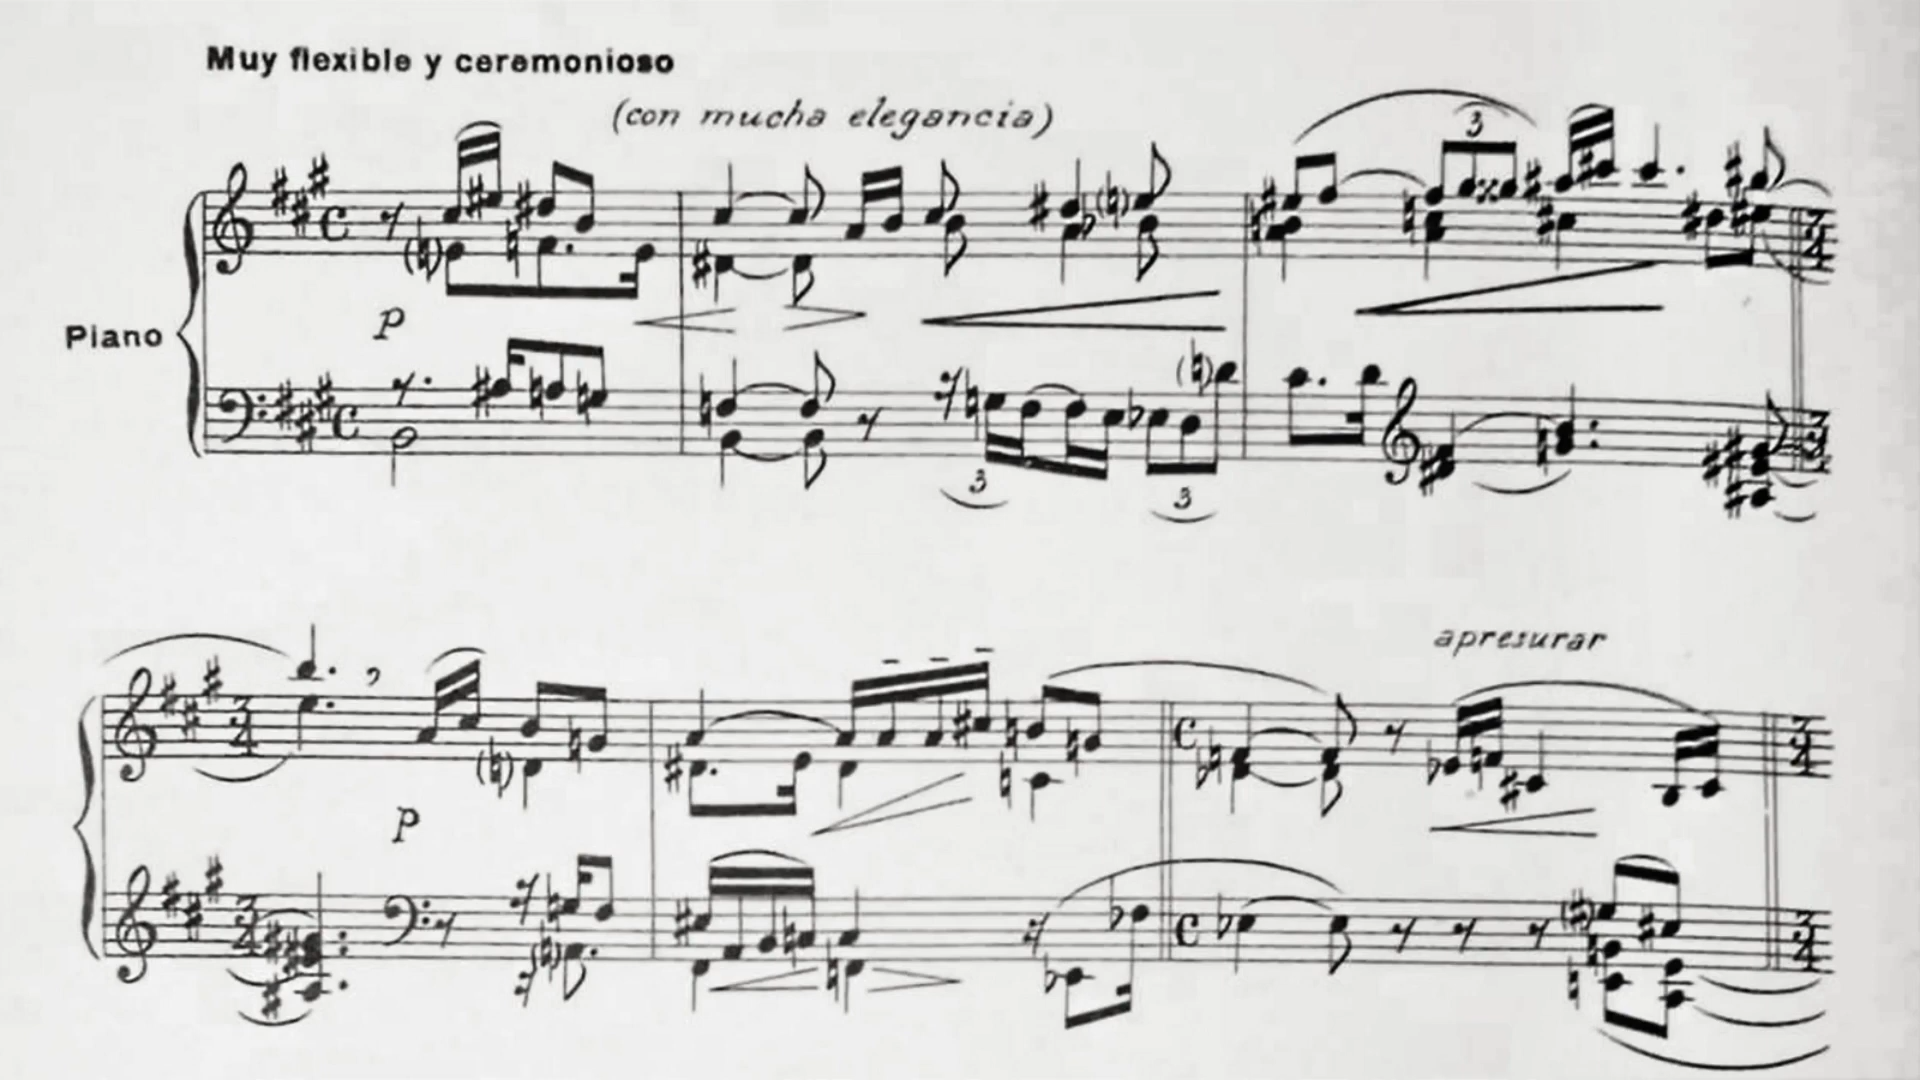 Muy flexible y ceremonioso
(con mucha elegancia)
3
Piano
p
3
3
apresurar
p